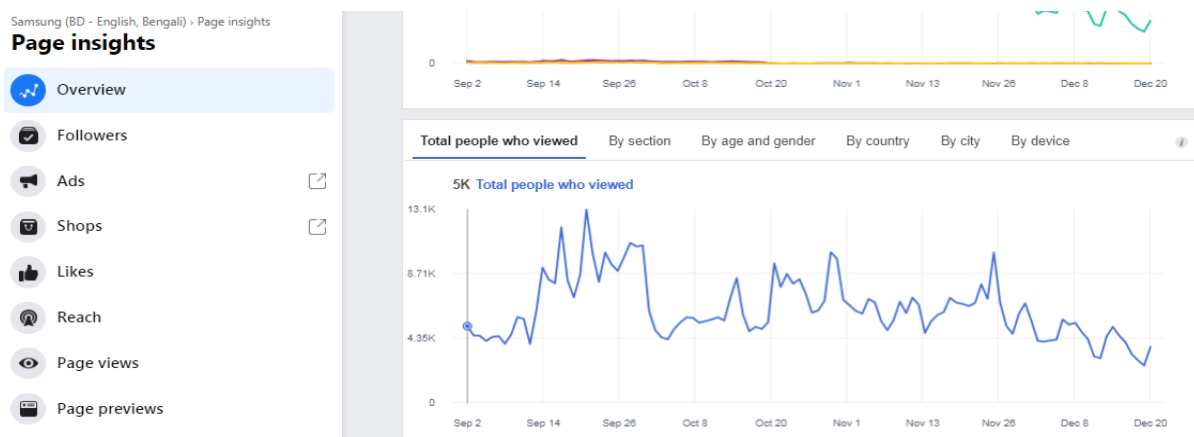 Samsung (BD - English, Bengali) › Page insights
Page insights
Overview
Followers
Ads
Shops
Likes
Reach
Page views
Page previews
0
Sep 2 Sep 14 Sep 26 Oct 8 Oct 20 Nov 1 Nov 13 Nov 26 Dec 8 Dec 20
Total people who viewed By section By age and gender By country By city By device
5K Total people who viewed
13.1K
8.71K
4.35K
0
Sep 2 Sep 14 Sep 26 Oct 8 Oct 20 Nov 1 Nov 13 Nov 26 Dec 8 Dec 20